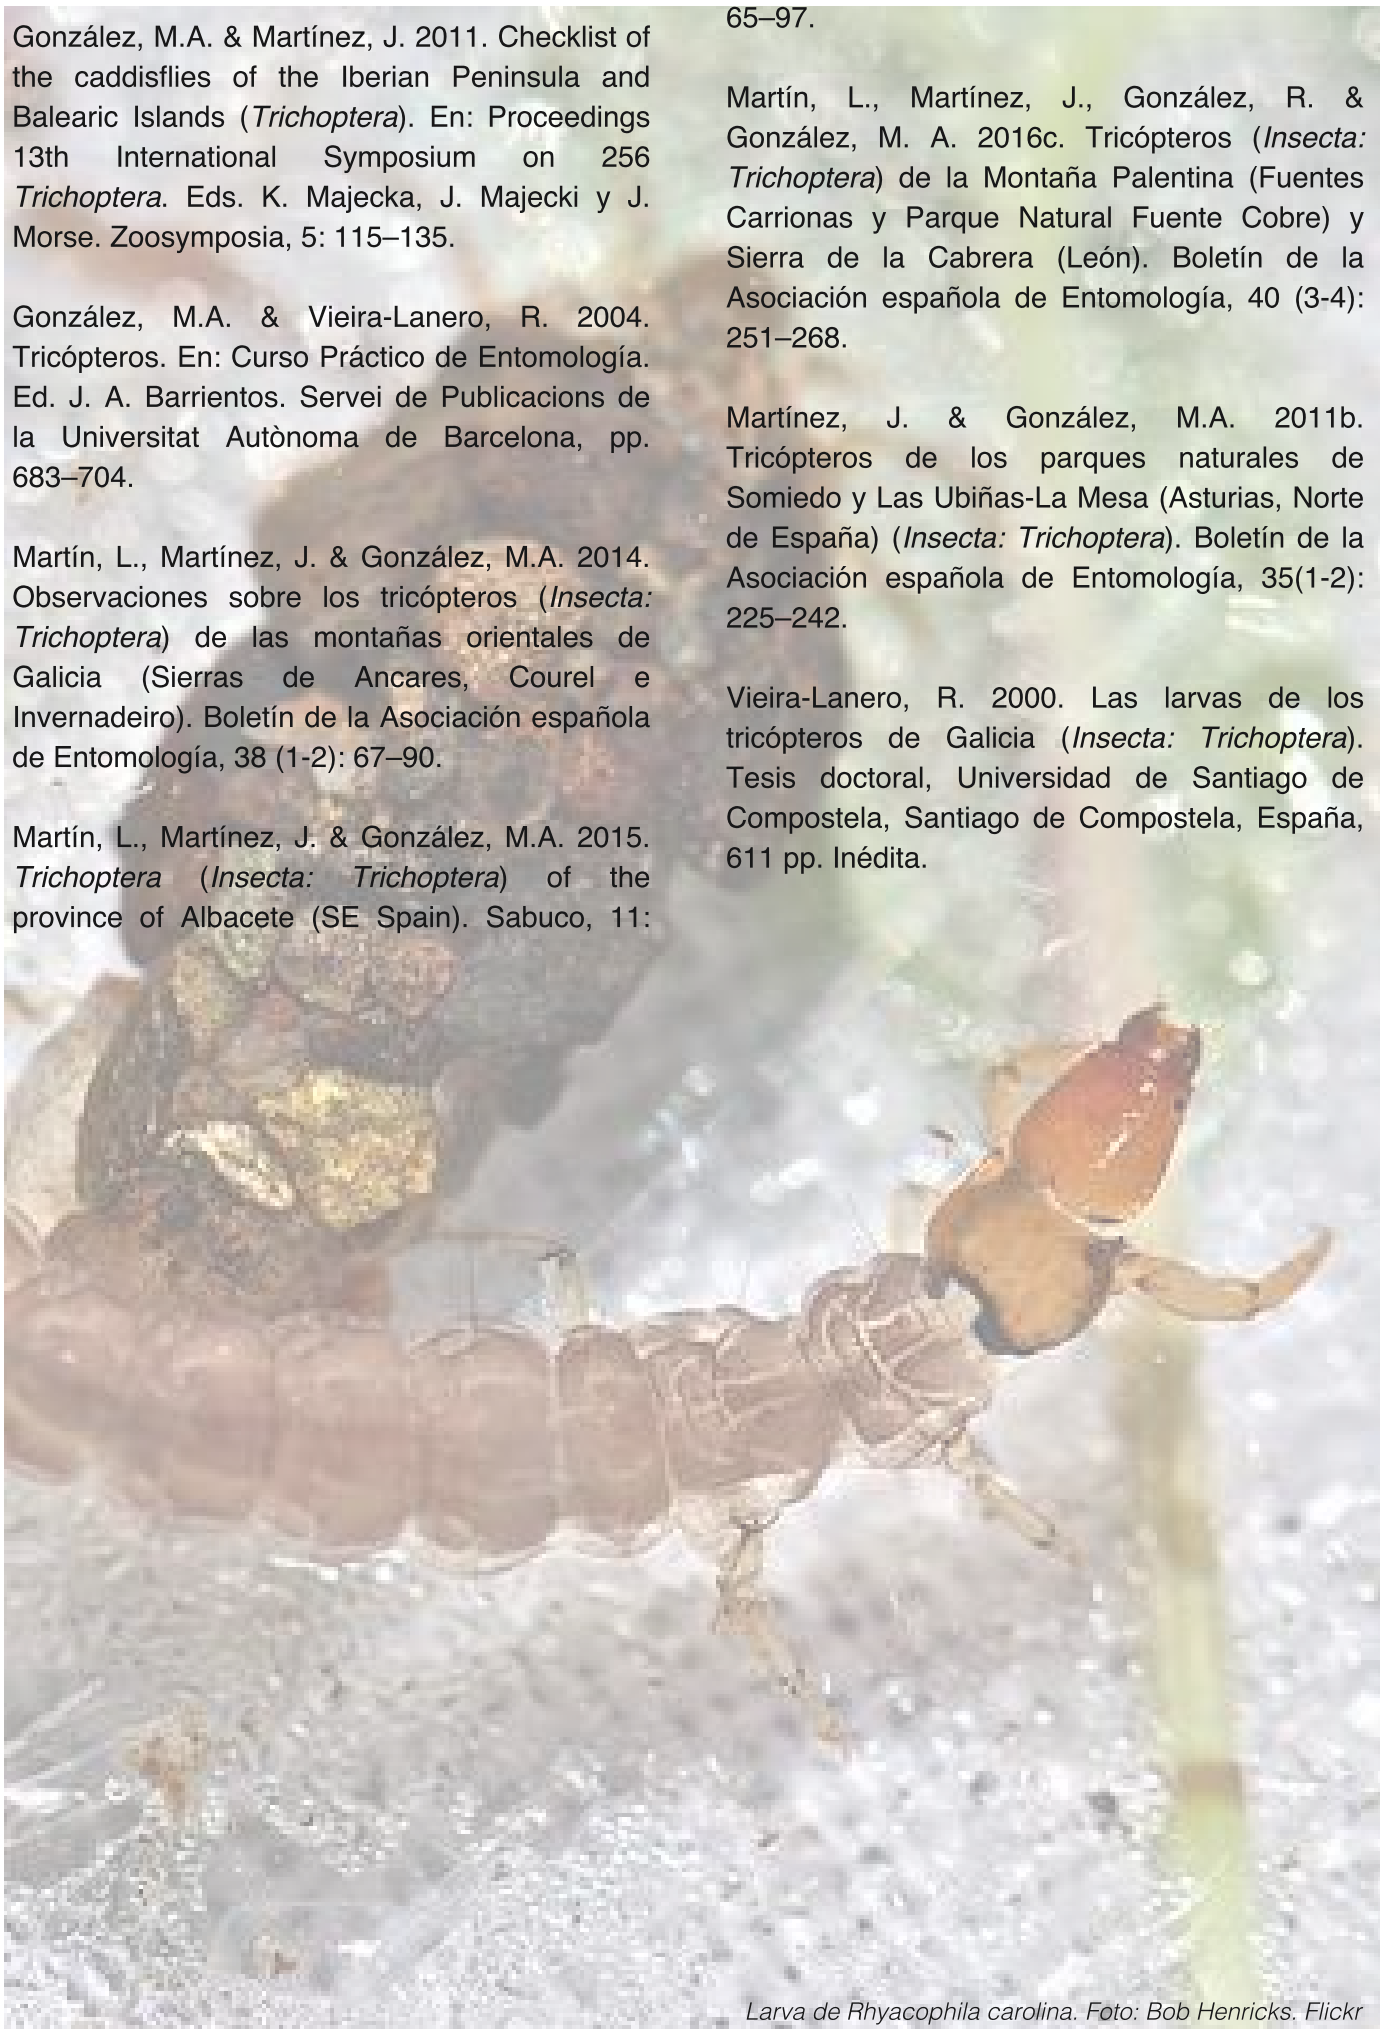 González, M.A. & Martínez, J. 2011. Checklist of
the caddisflies of the Iberian Peninsula and
Balearic Islands (Trichoptera). En: Proceedings
13th International Symposium on 256
Trichoptera. Eds. K. Majecka, J. Majecki y J.
Morse. Zoosymposia, 5: 115–135.
González, M.A. & Vieira-Lanero, R. 2004.
Tricópteros. En: Curso Práctico de Entomología.
Ed. J. A. Barrientos. Servei de Publicacions de
la Universitat Autònoma de Barcelona, pp.
683–704.
Martín, L., Martínez, J. & González, M.A. 2014.
Observaciones sobre los tricópteros (Insecta:
Trichoptera) de las montañas orientales de
Galicia (Sierras de Ancares, Courel e
Invernadeiro). Boletín de la Asociación española
de Entomología, 38 (1-2): 67–90.
Martín, L., Martínez, J. & González, M.A. 2015.
Trichoptera (Insecta: Trichoptera) of the
province of Albacete (SE Spain). Sabuco, 11:
65–97.
Martín, L., Martínez, J., González, R. &
González, M. A. 2016c. Tricópteros (Insecta:
Trichoptera) de la Montaña Palentina (Fuentes
Carrionas y Parque Natural Fuente Cobre) y
Sierra de la Cabrera (León). Boletín de la
Asociación española de Entomología, 40 (3-4):
251–268.
Martínez, J. & González, M.A. 2011b.
Tricópteros de los parques naturales de
Somiedo y Las Ubiñas-La Mesa (Asturias, Norte
de España) (Insecta: Trichoptera). Boletín de la
Asociación española de Entomología, 35(1-2):
225–242.
Vieira-Lanero, R. 2000. Las larvas de los
tricópteros de Galicia (Insecta: Trichoptera).
Tesis doctoral, Universidad de Santiago de
Compostela, Santiago de Compostela, España,
611 pp. Inédita.
Larva de Rhyacophila carolina. Foto: Bob Henricks. Flickr